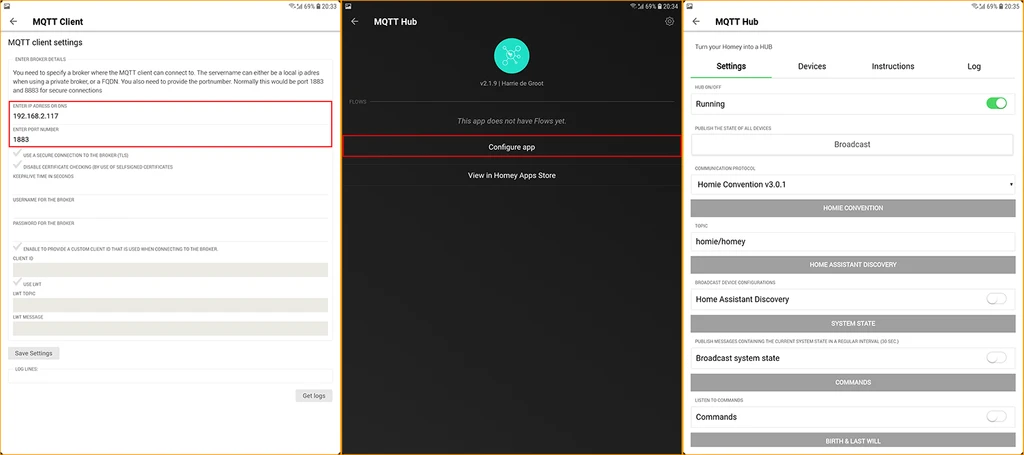 69% 20:33
MQTT Client
MQTT client settings
ENTER BROKER DETAILS
You need to specify a broker where the MQTT client can connect to. The servername can either be a local ip adres
when using a private broker, or a FQDN. You also need to provide the portnumber. Normally this would be port 1883
and 8883 for secure connections
ENTER IP ADRESS OR DNS
192.168.2.117
ENTER PORT NUMBER
1883
USE A SECURE CONNECTION TO THE BROKER (TLS)
DISABLE CERTIFICATE CHECKING (BY USE OF SELFSIGNED CERTIFICATES
KEEPALIVE TIME IN SECONDS
USERNAME FOR THE BROKER
PASSWORD FOR THE BROKER
ENABLE TO PROVIDE A CUSTOM CLIENT ID THAT IS USED WHEN CONNECTING TO THE BROKER
CLIENT ID
USE LWT
LWT TOPIC
LWT MESSAGE
Save Settings
LOG LINES:
Get logs
69% 20:34
MQTT Hub
v2.1.9 | Harrie de Groot
FLOWS
This app does not have Flows yet.
Configure app
View in Homey Apps Store
69% 20:35
MQTT Hub
Turn your Homey into a HUB
Settings Devices Instructions Log
HUB ON/OFF
Running
PUBLISH THE STATE OF ALL DEVICES
Broadcast
COMMUNICATION PROTOCOL
Homie Convention v3.0.1
HOMIE CONVENTION
TOPIC
homie/homey
HOME ASSISTANT DISCOVERY
BROADCAST DEVICE CONFIGURATIONS
Home Assistant Discovery
SYSTEM STATE
PUBLISH MESSAGES CONTAINING THE CURRENT SYSTEM STATE IN A REGULAR INTERVAL (30 SEC.)
Broadcast system state
COMMANDS
LISTEN TO COMMANDS
Commands
BIRTH & LAST WILL